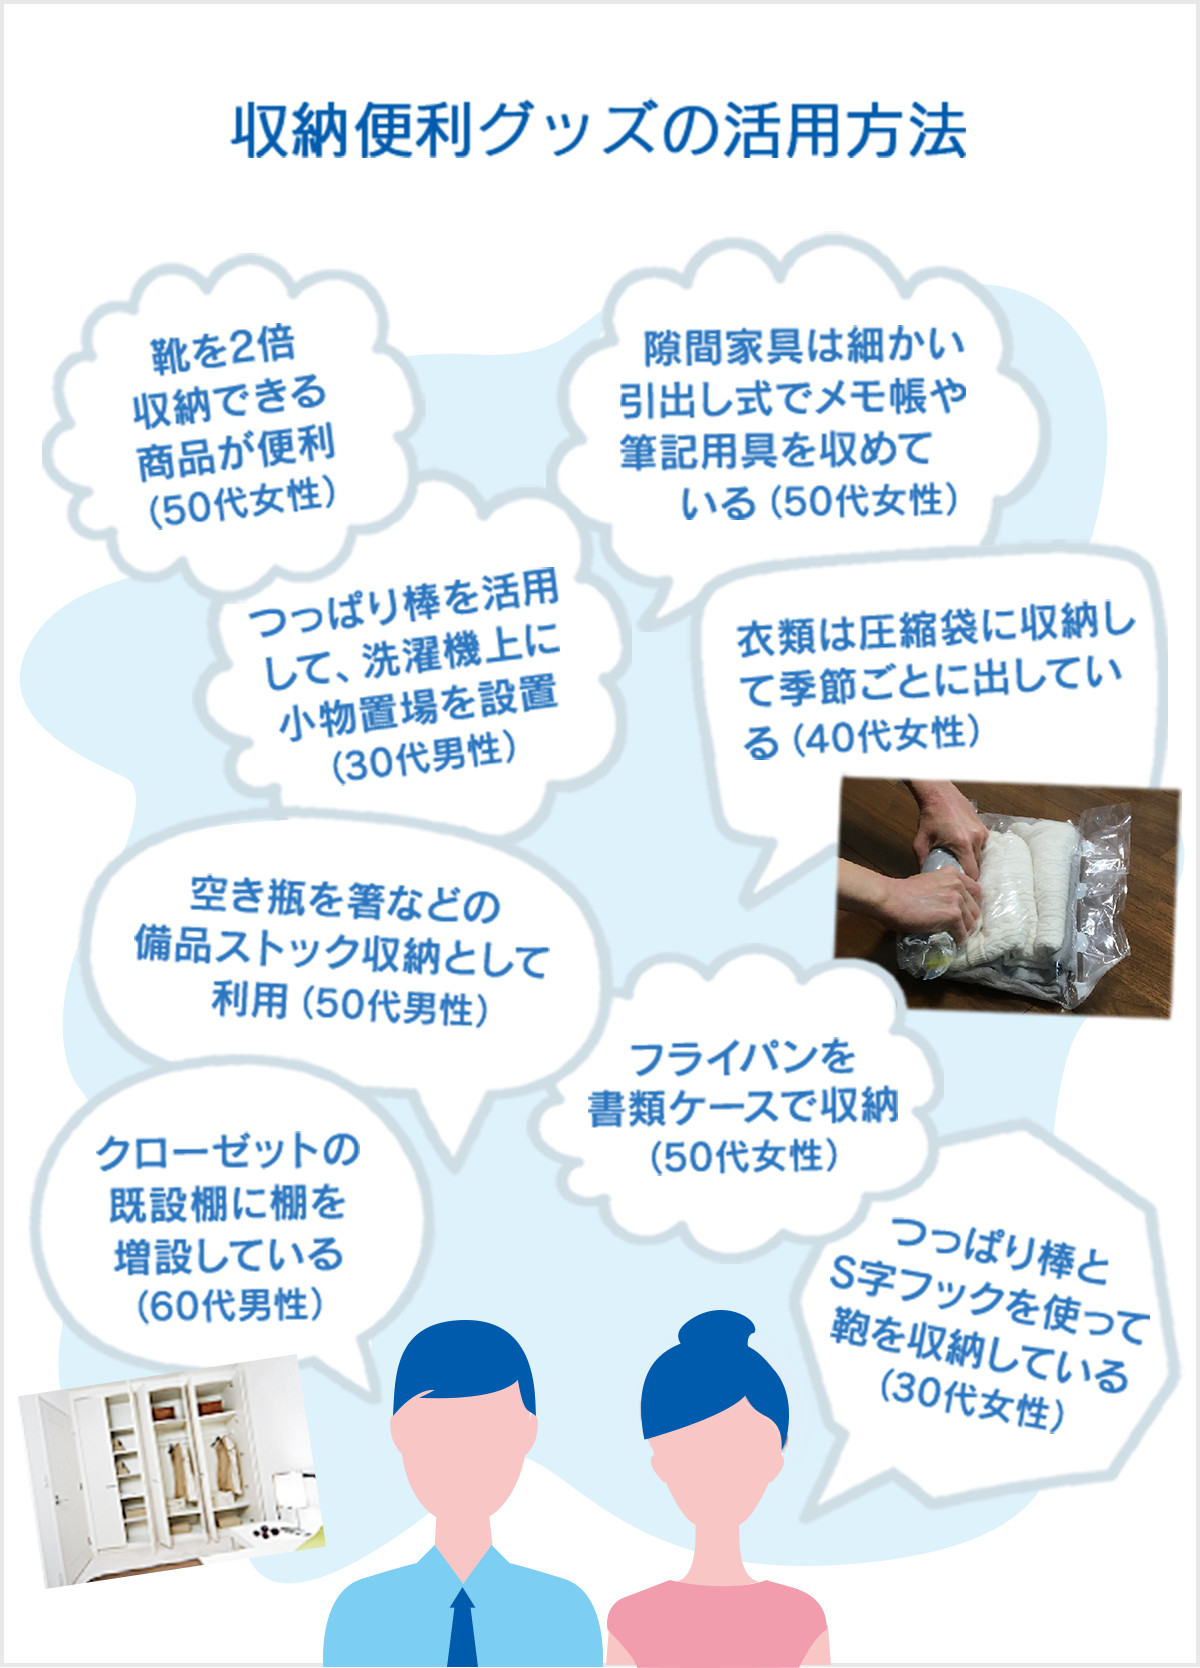 収納便利グッズの活用方法
靴を2倍
収納できる
商品が便利
(50代女性)
隙間家具は細かい
引出し式でメモ帳や
筆記用具を収めて
いる(50代女性)
つっぱり棒を活用
して、洗濯機上に
小物置場を設置
(30代男性)
衣類は圧縮袋に収納し
て季節ごとに出してい
る(40代女性)
空き瓶を箸などの
備品ストック収納として
利用(50代男性)
フライパンを
書類ケースで収納
(50代女性)
クローゼットの
既設棚に棚を
増設している
(60代男性)
つっぱり棒と
S字フックを使って
鞄を収納している
(30代女性)